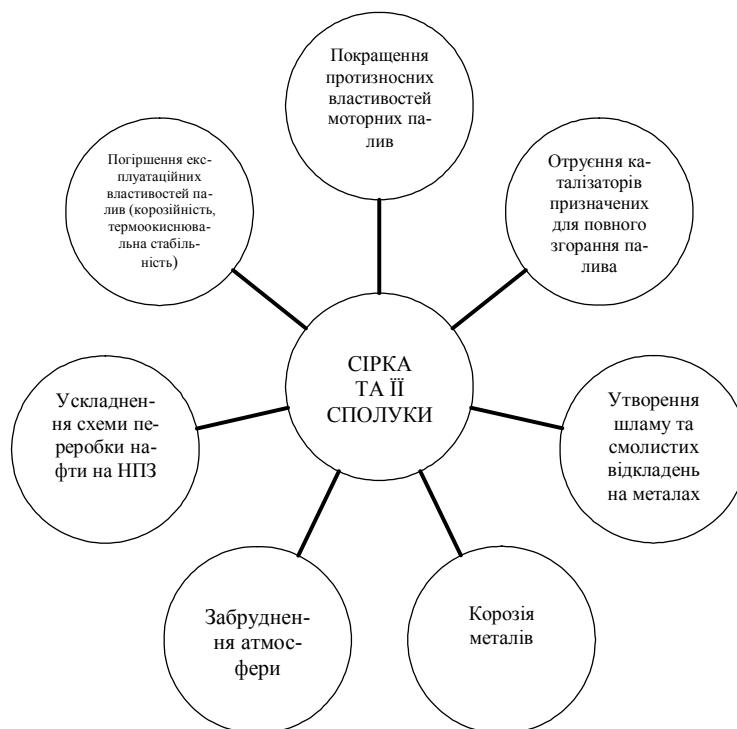 Покращення
протизносних
властивостей
моторних па-
лив
Погіршення екс-
плуатаційних
властивостей па-
лив (корозійність,
термоокиснюва-
льна стабіль-
ність)
Отруєння ка-
талізаторів
призначених
для повного
згорання па-
лива
СІРКА
ТА ЇЇ
СПОЛУКИ
Ускладнен-
ня схеми пе-
реробки на-
фти на НПЗ
Утворення
шламу та
смолистих
відкладень
на металах
Забруднен-
ня атмос-
фери
Корозія
металів